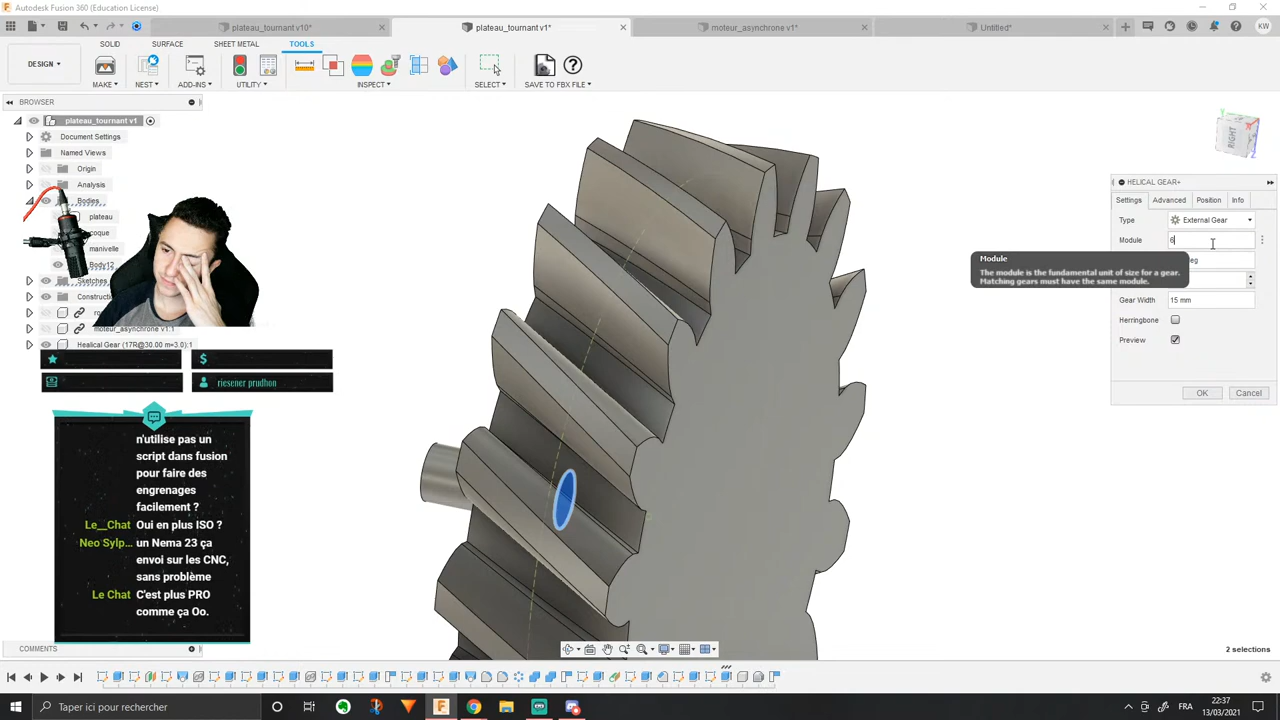 Autodesk Fusion 360 (Education License)
plateau_tournant v10*
plateau_tournant v1*
moteur_asynchrone v1*
Untitled*
KW
SOLID
SURFACE
SHEET METAL
TOOLS
DESIGN
MAKE
NEST
ADD-INS
UTILITY
INSPECT
SELECT
SAVE TO FBX FILE
BROWSER
plateau_tournant v1
Document Settings
Named Views
Origin
Analysis
Bodies
plateau
coque
manivelle
Body12
Sketches
moteur_asynchrone v1:1
Healical Gear (17R@30.00 m=3.0):1
RIGHT
HELICAL GEAR+
Settings
Advanced
Position
Info
Type
External Gear
Module
6
Module
The module is the fundamental unit of size for a gear.
Matching gears must have the same module.
Gear Width
15 mm
Herringbone
Preview
OK
Cancel
riesener prudhon
n'utilise pas un
script dans fusion
pour faire des
engrenages
facilement ?
Le__Chat Oui en plus ISO ?
Neo Sylp... un Nema 23 ça
envoi sur les CNC,
sans problème
Le Chat C'est plus PRO
comme ça Oo.
COMMENTS
2 selections
Taper ici pour rechercher
FRA
22:37
13/03/2021